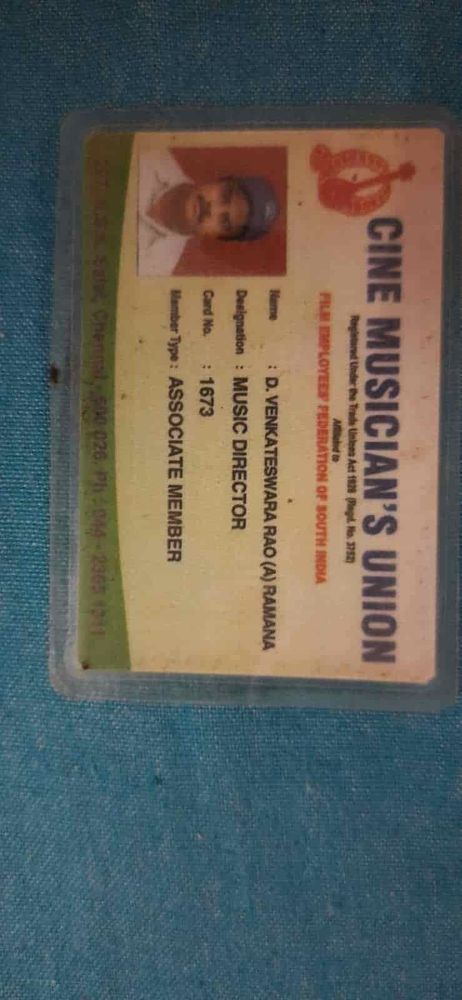 CINE MUSICIAN'S UNION
Registered Under the Trade Unions Act 1926 (Regd. No. 3752)
Affiliated to
FILM EMPLOYEES' FEDERATION OF SOUTH INDIA
Name : D. VENKATESWARA RAO (A) RAMANA
Designation : MUSIC DIRECTOR
Card No. : 1673
Member Type : ASSOCIATE MEMBER
Chennai - 600 026. Ph : 044 - 2365 1311